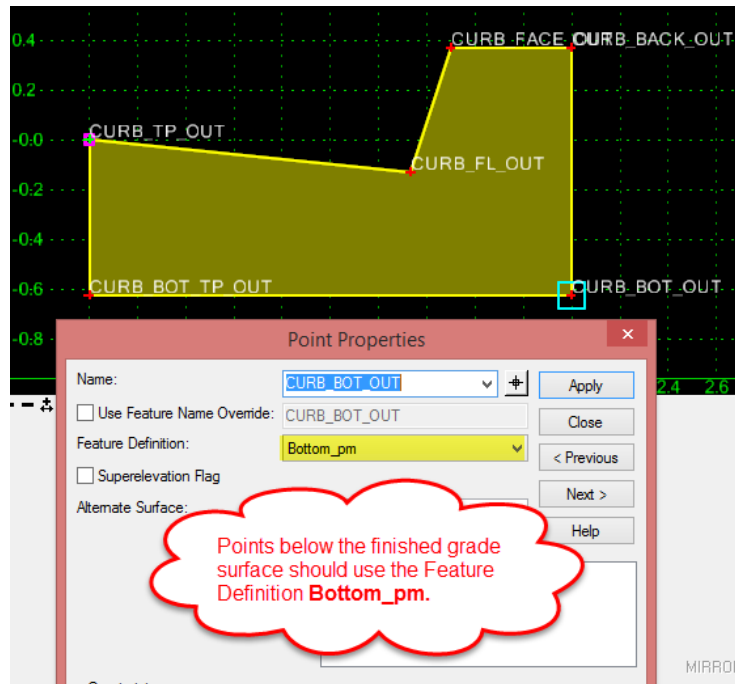 0.4
CURB_FACE_OUT
CURB_BACK_OUT
0.2
-0.0
CURB_TP_OUT
CURB_FL_OUT
-0.2
-0.4
-0.6
CURB_BOT_TP_OUT
CURB_BOT_OUT
-0.8
Point Properties
×
Name:
CURB_BOT_OUT
Apply
2.4 2.6
Use Feature Name Override:
CURB_BOT_OUT
Close
Feature Definition:
Bottom_pm
< Previous
Superelevation Flag
Next >
Alternate Surface:
Help
Points below the finished grade
surface should use the Feature
Definition Bottom_pm.
MIRRO